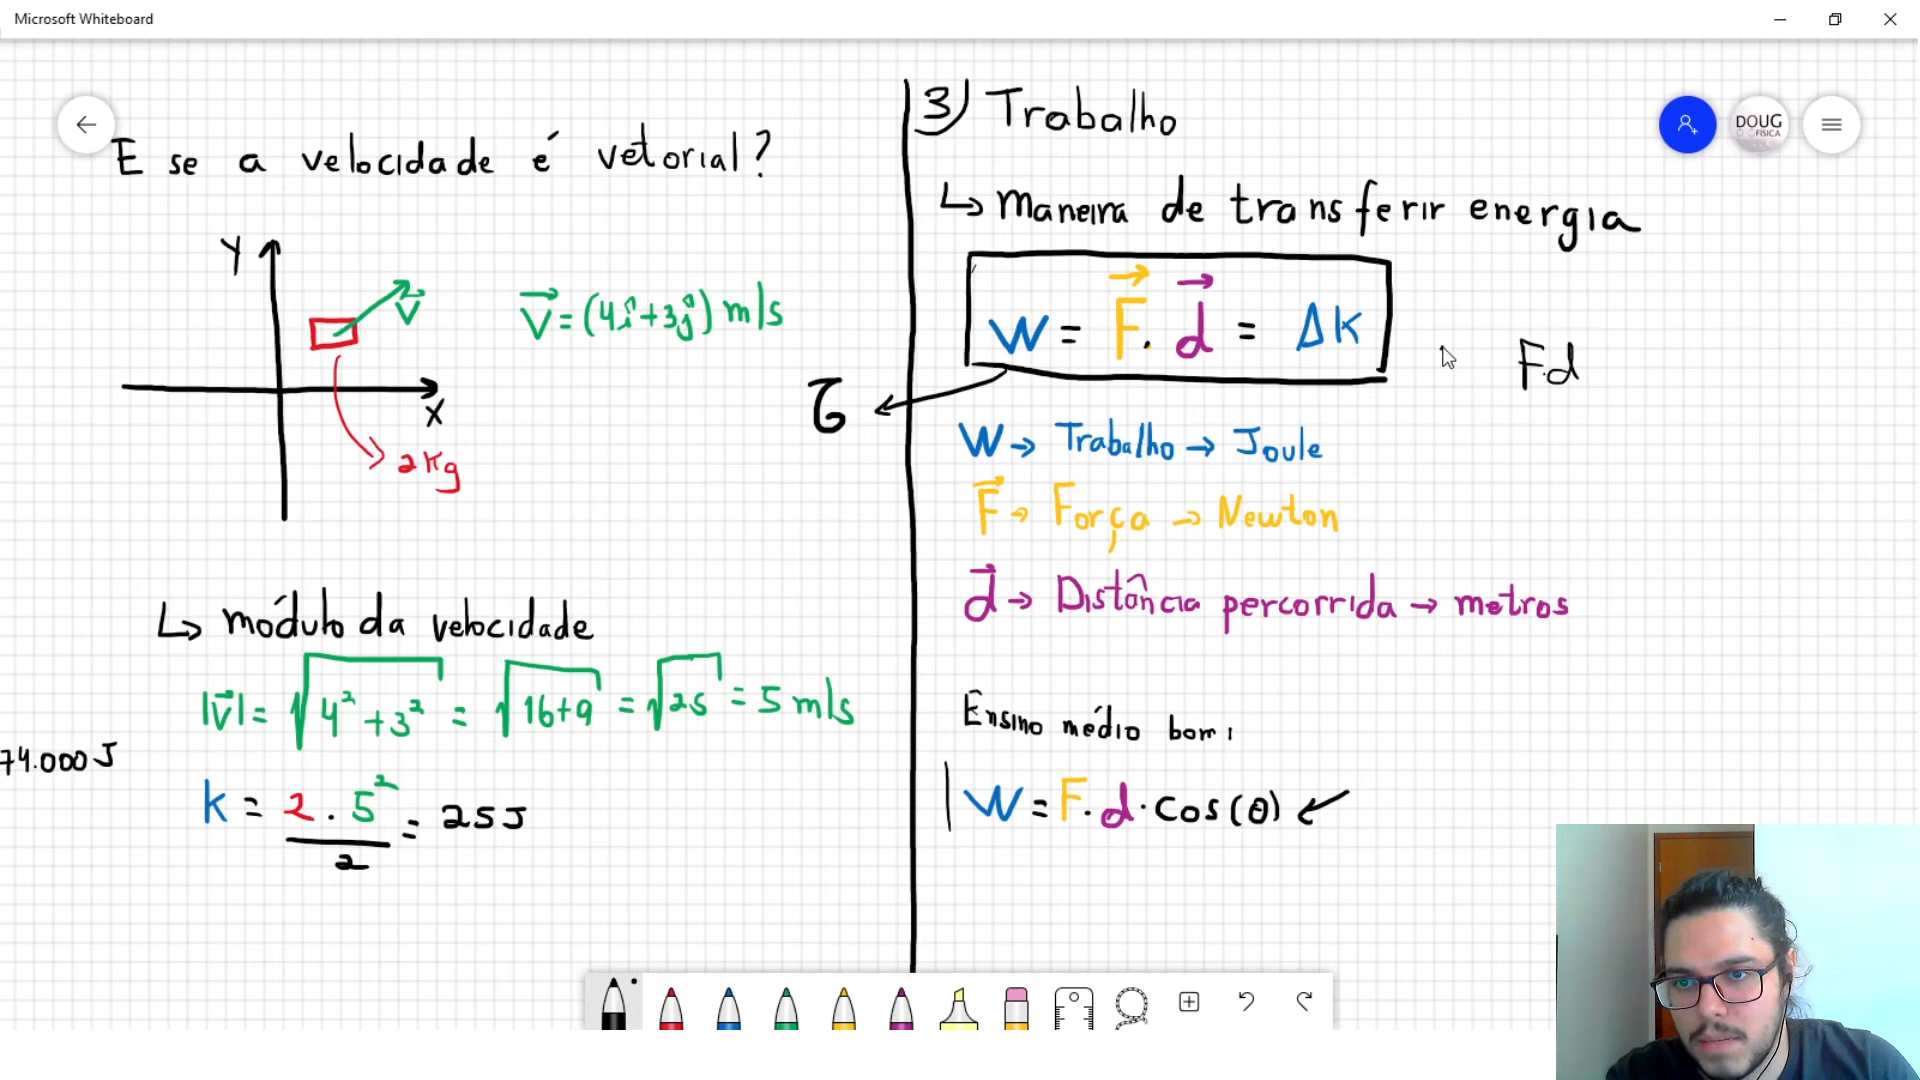 Microsoft Whiteboard
E se a velocidade é vetorial?
Y
V
V=(4î+3ĵ) m/s
X
2Kg
↳ módulo da velocidade
|V|= √4²+3² = √16+9 = √25 = 5 m/s
74.000 J
K = 2.5²/2 = 25J
3) Trabalho
↳ maneira de transferir energia
W = F. d = ΔK
F.d
W → Trabalho → Joule
F → Força → Newton
d → Distância percorrida → metros
Ensino médio bom:
W = F. d. cos(θ)
DOUG
FÍSICA